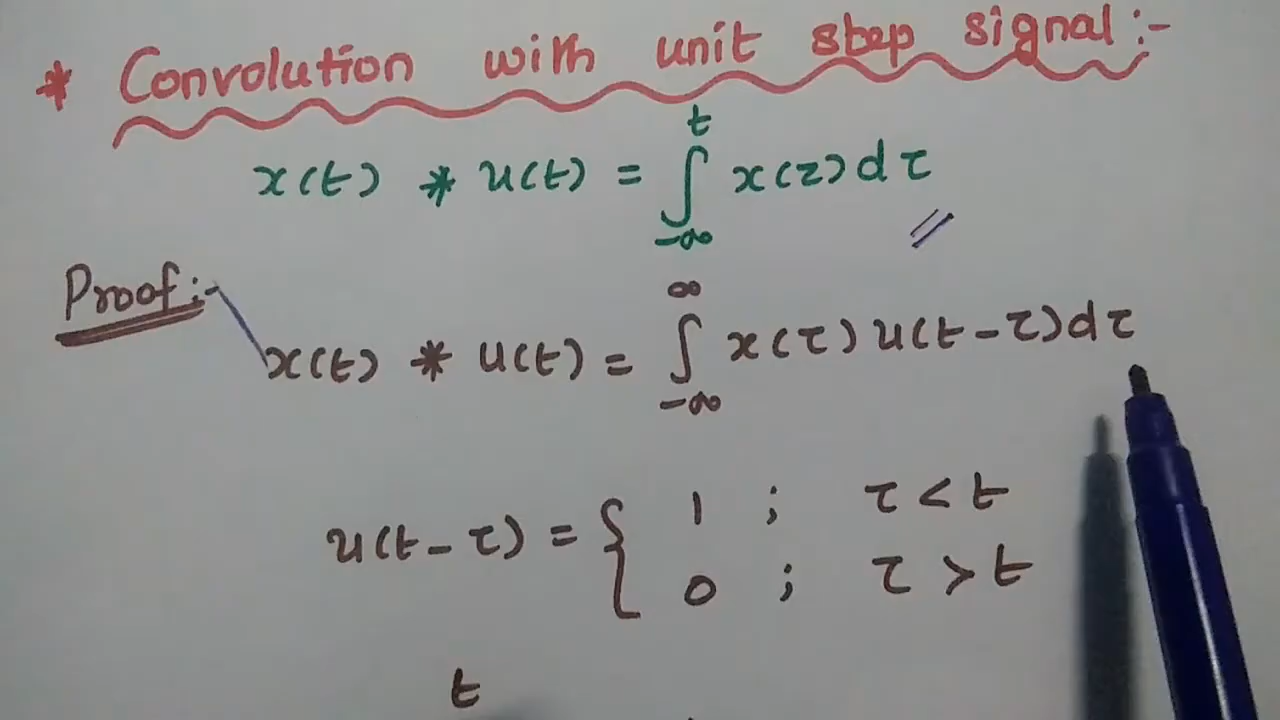 * Convolution with unit step signal:-
x(t) * u(t) = ∫_{-∞}^{t} x(τ) dτ
Proof:-
x(t) * u(t) = ∫_{-∞}^{∞} x(τ) u(t-τ) dτ
u(t-τ) = { 1 ; τ < t
0 ; τ > t
t